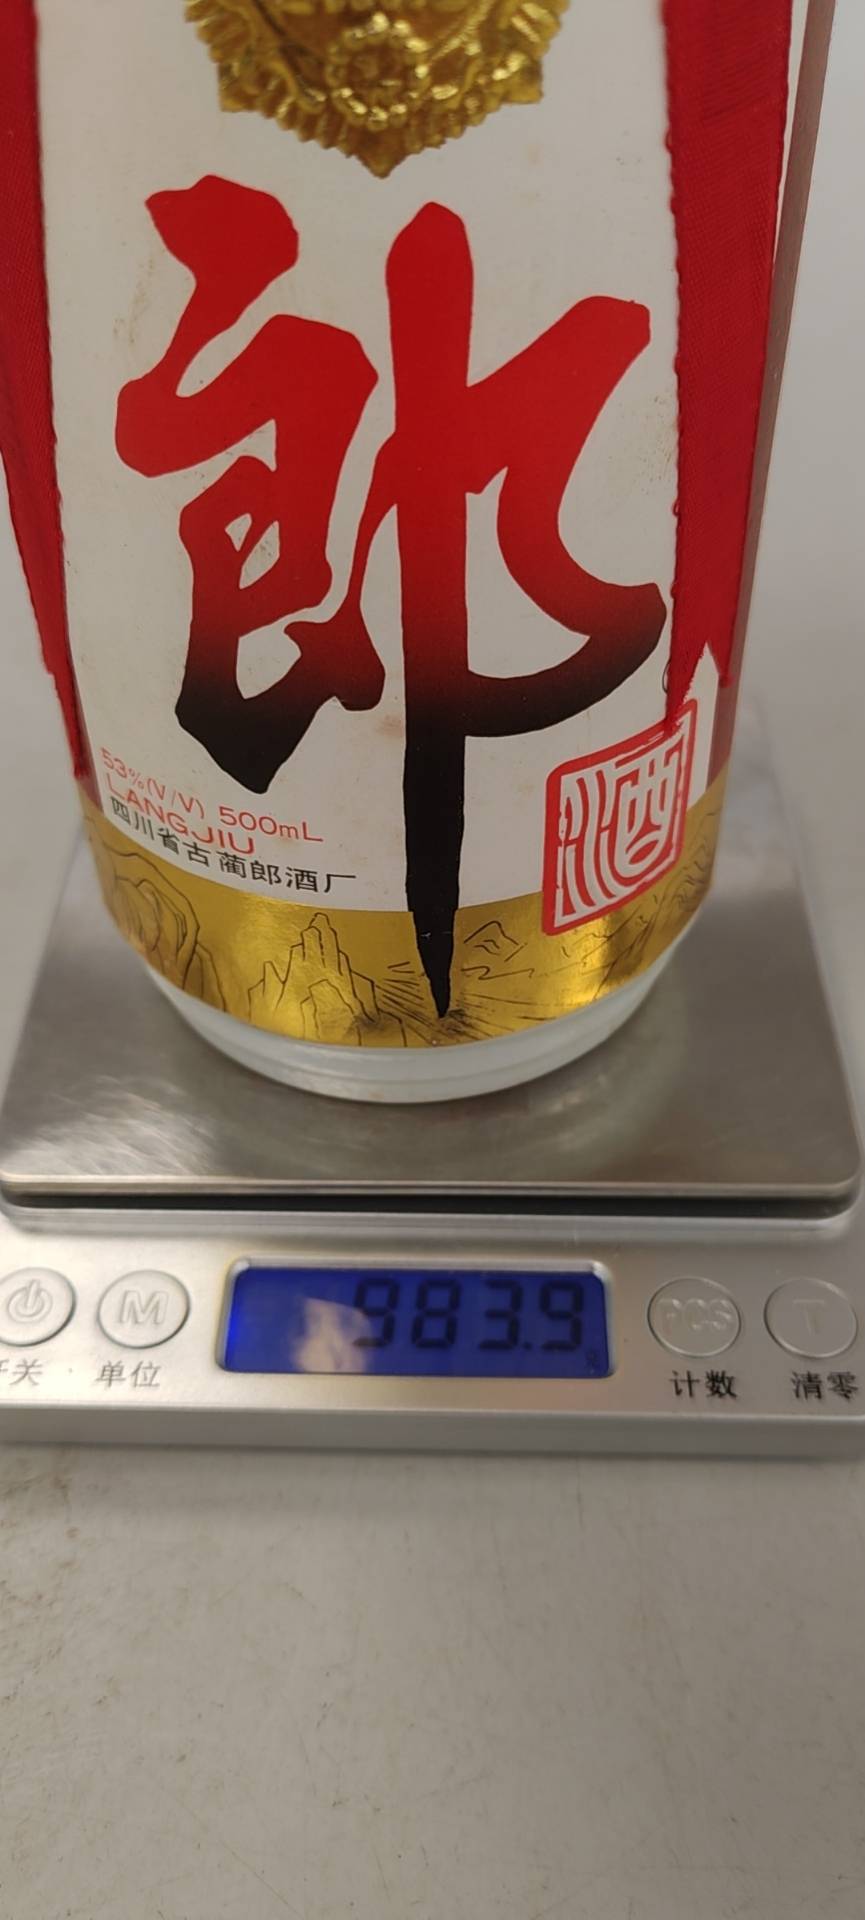 郎
酒
53%(V/V) 500mL
LANGJIU
四川省古蔺郎酒厂
983.9
M
PCS
T
开关
单位
计数
清零